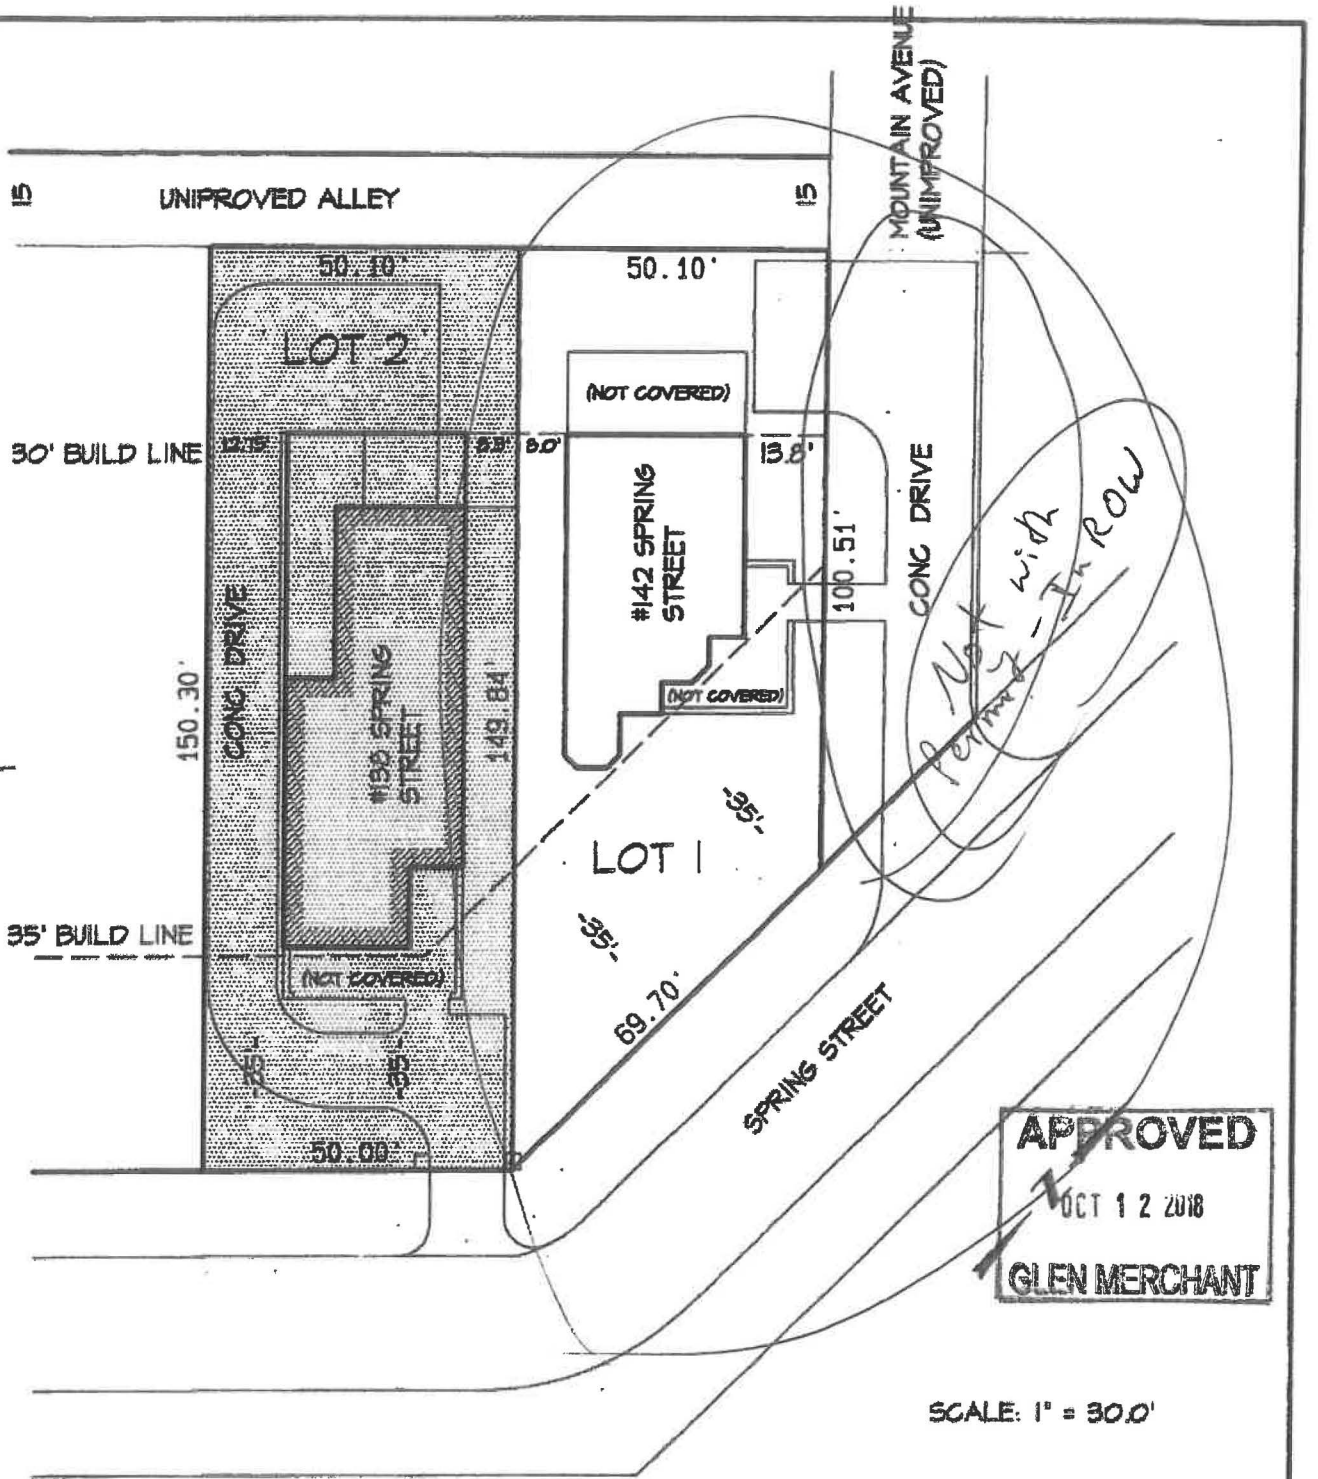 MOUNTAIN AVENUE
(UNIMPROVED)
15
UNIPROVED ALLEY
15
50.10'
50.10'
LOT 2
(NOT COVERED)
30' BUILD LINE
12.75'
8.0'
13.8'
#142 SPRING
STREET
100.51'
CONC DRIVE
Not with
Permit - In ROW
CONC DRIVE
150.30'
#138 SPRING
STREET
149.84'
(NOT COVERED)
-35'-
LOT 1
35' BUILD LINE
-35'-
(NOT COVERED)
69.70'
-35'-
-35'-
SPRING STREET
50.00'
APPROVED
OCT 12 2018
GLEN MERCHANT
SCALE: 1" = 30.0'